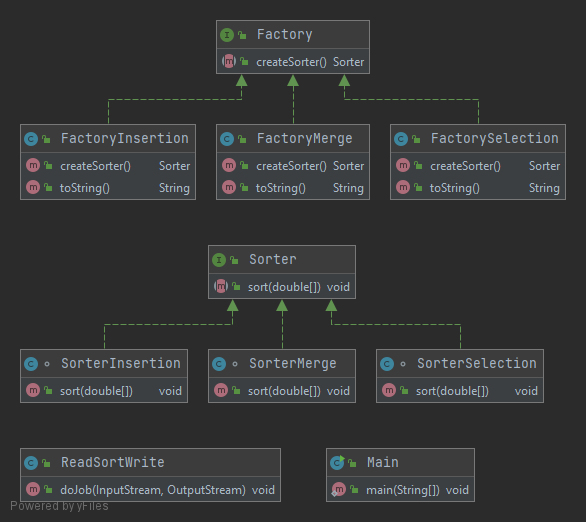 Factory
createSorter() Sorter
FactoryInsertion
createSorter() Sorter
toString() String
FactoryMerge
createSorter() Sorter
toString() String
FactorySelection
createSorter() Sorter
toString() String
Sorter
sort(double[]) void
SorterInsertion
sort(double[]) void
SorterMerge
sort(double[]) void
SorterSelection
sort(double[]) void
ReadSortWrite
doJob(InputStream, OutputStream) void
Main
main(String[]) void
Powered by yFiles